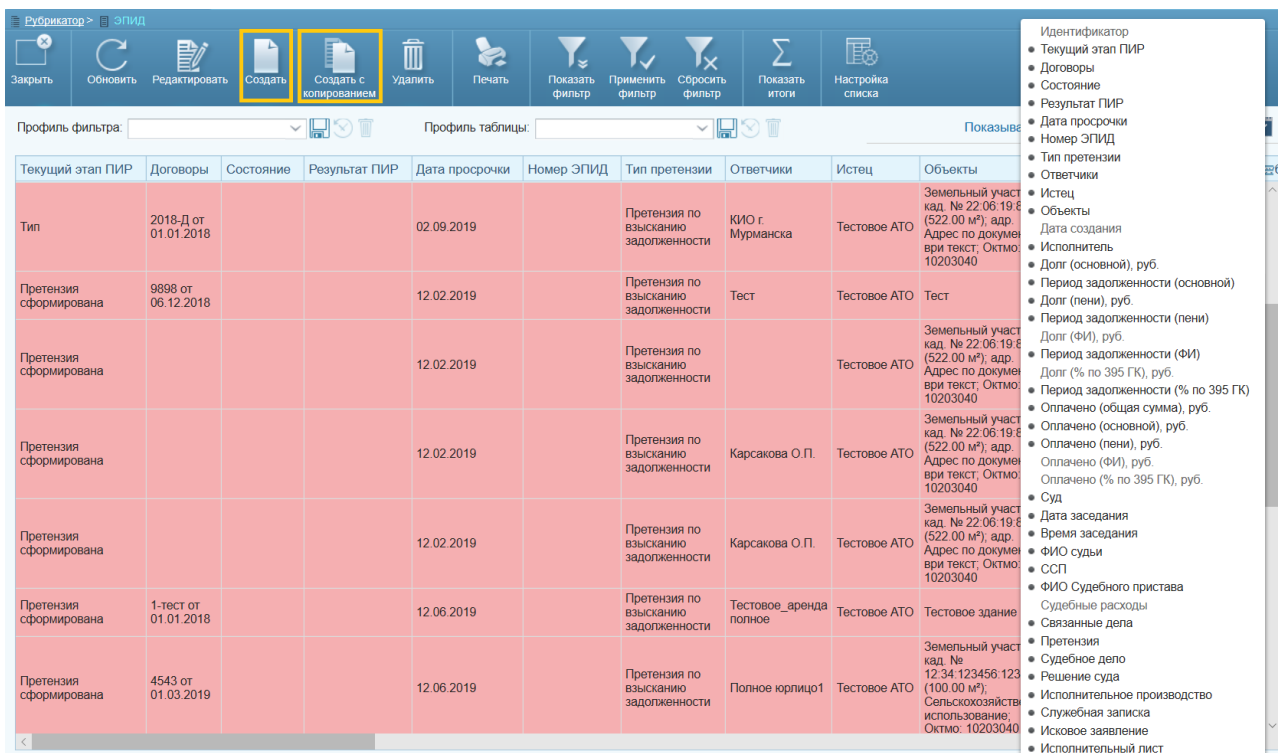 Рубрикатор > ЭПИД
Закрыть
Обновить
Редактировать
Создать
Создать с
копированием
Удалить
Печать
Показать
фильтр
Применить
фильтр
Сбросить
фильтр
Показать
итоги
Настройка
списка
Профиль фильтра:
Профиль таблицы:
Показыва
Текущий этап ПИР
Договоры
Состояние
Результат ПИР
Дата просрочки
Номер ЭПИД
Тип претензии
Ответчики
Истец
Объекты
Тип
2018-Д от
01.01.2018
02.09.2019
Претензия по
взысканию
задолженности
КИО г.
Мурманска
Тестовое АТО
Земельный участ
кад. № 22:06:19:8
(522.00 м²); адр.
Адрес по докумен
ври текст; Октмо:
10203040
Претензия
сформирована
9898 от
06.12.2018
12.02.2019
Претензия по
взысканию
задолженности
Тест
Тестовое АТО
Тест
Претензия
сформирована
12.02.2019
Претензия по
взысканию
задолженности
Тестовое АТО
Земельный участ
кад. № 22:06:19:8
(522.00 м²); адр.
Адрес по докумен
ври текст; Октмо:
10203040
Претензия
сформирована
12.02.2019
Претензия по
взысканию
задолженности
Карсакова О.П.
Тестовое АТО
Земельный участ
кад. № 22:06:19:8
(522.00 м²); адр.
Адрес по докумен
ври текст; Октмо:
10203040
Претензия
сформирована
12.02.2019
Претензия по
взысканию
задолженности
Карсакова О.П.
Тестовое АТО
Земельный участ
кад. № 22:06:19:8
(522.00 м²); адр.
Адрес по докумен
ври текст; Октмо:
10203040
Претензия
сформирована
1-тест от
01.01.2018
12.06.2019
Претензия по
взысканию
задолженности
Тестовое_аренда
полное
Тестовое АТО
Тестовое здание
Претензия
сформирована
4543 от
01.03.2019
12.06.2019
Претензия по
взысканию
задолженности
Полное юрлицо1
Тестовое АТО
Земельный участ
кад. №
12:34:123456:123
(100.00 м²);
Сельскохозяйстве
использование;
Октмо: 10203040
Идентификатор
Текущий этап ПИР
Договоры
Состояние
Результат ПИР
Дата просрочки
Номер ЭПИД
Тип претензии
Ответчики
Истец
Объекты
Дата создания
Исполнитель
Долг (основной), руб.
Период задолженности (основной)
Долг (пени), руб.
Период задолженности (пени)
Долг (ФИ), руб.
Период задолженности (ФИ)
Долг (% по 395 ГК), руб.
Период задолженности (% по 395 ГК)
Оплачено (общая сумма), руб.
Оплачено (основной), руб.
Оплачено (пени), руб.
Оплачено (ФИ), руб.
Оплачено (% по 395 ГК), руб.
Суд
Дата заседания
Время заседания
ФИО судьи
ССП
ФИО Судебного пристава
Судебные расходы
Связанные дела
Претензия
Судебное дело
Решение суда
Исполнительное производство
Служебная записка
Исковое заявление
Исполнительный лист